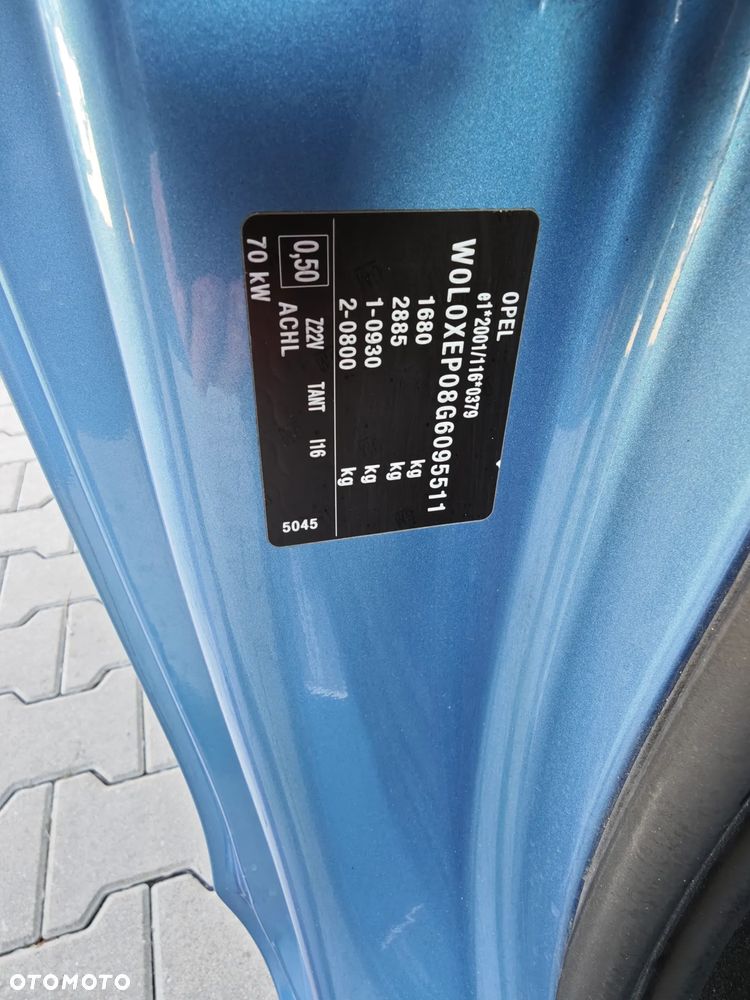 OPEL
e1*2001/116*0379
W0L0XEP08G6095511
1680 kg
2885 kg
1-0930 kg
2-0800 kg
0,50 Z22V TANT I16 5045
ACHL
70 kW
OTOMOTO